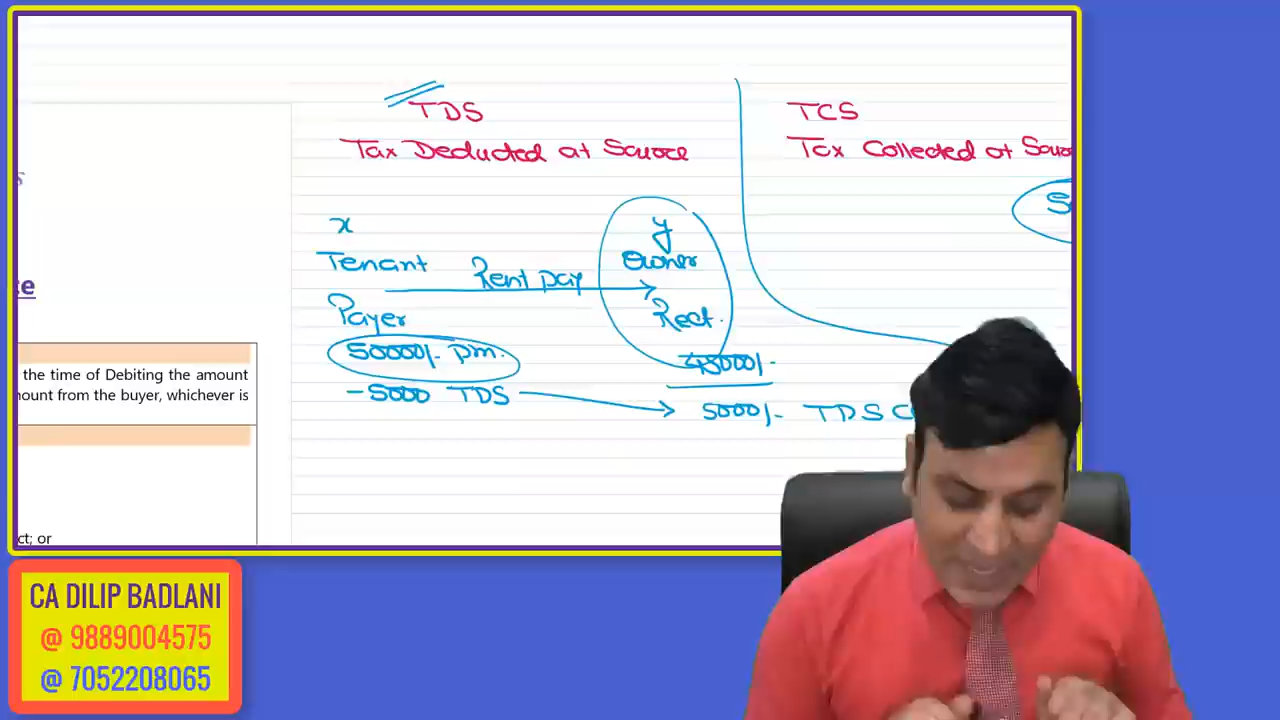 TDS
Tax Deducted at Source
x
Tenant
Rent pay
y
Owner
Payer
Rect.
50000/- pm.
45000/-
-5000 TDS
5000/- TDS C
TCS
Tax Collected at Sour
the time of Debiting the amount
ount from the buyer, whichever is
ct; or
CA DILIP BADLANI
@ 9889004575
@ 7052208065